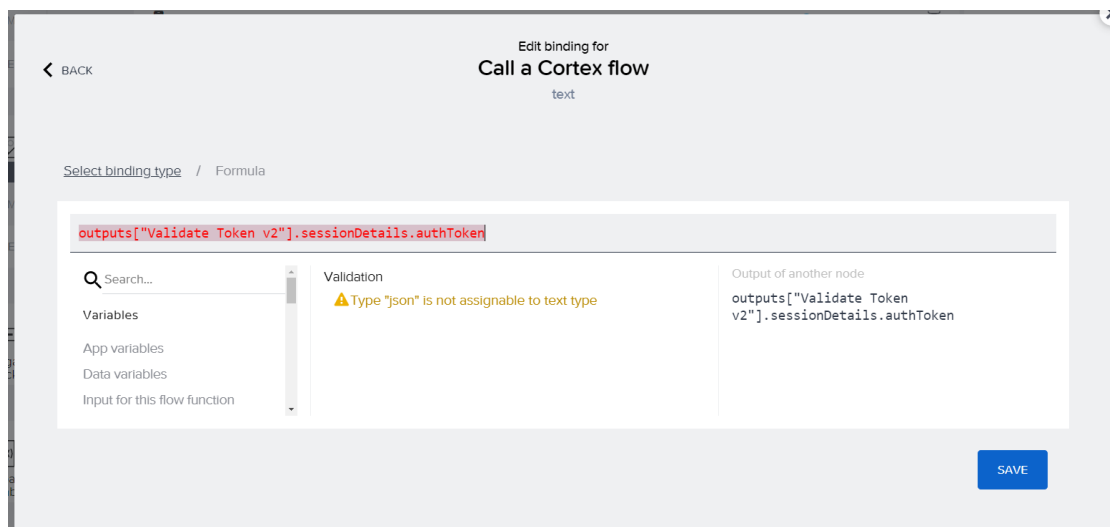 Edit binding for
BACK
Call a Cortex flow
text
Select binding type / Formula
outputs["Validate Token v2"].sessionDetails.authToken
Search...
Validation
Output of another node
Type "json" is not assignable to text type
outputs["Validate Token
v2"].sessionDetails.authToken
Variables
App variables
Data variables
Input for this flow function
SAVE